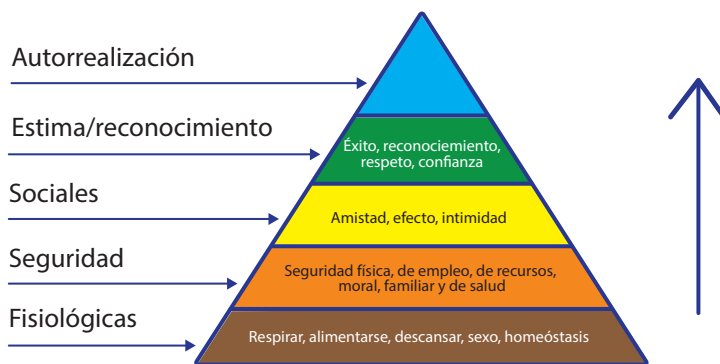 Autorrealización
Estima/reconocimiento
Éxito, reconociemiento,
respeto, confianza
Sociales
Amistad, efecto, intimidad
Seguridad
Seguridad física, de empleo, de recursos,
moral, familiar y de salud
Fisiológicas
Respirar, alimentarse, descansar, sexo, homeóstasis